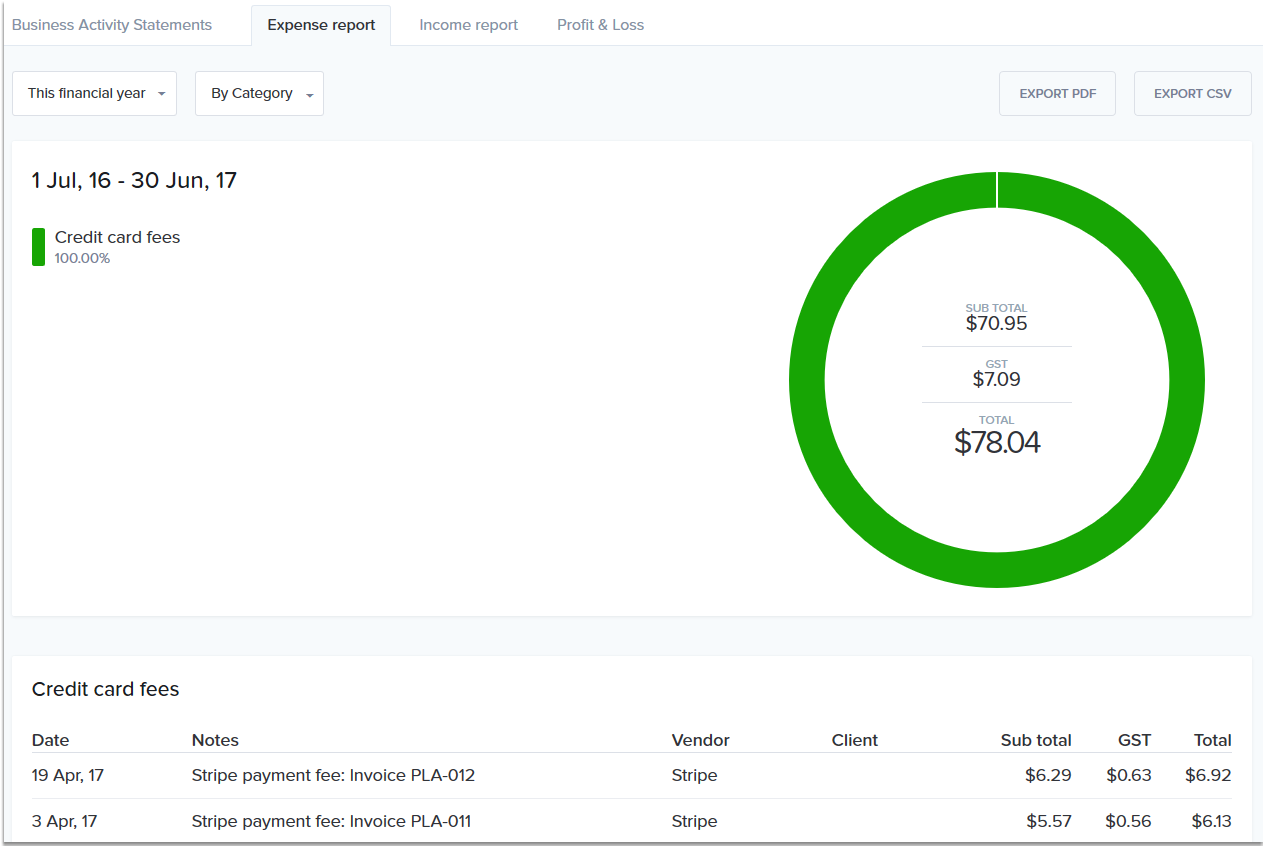 Business Activity Statements Expense report Income report Profit & Loss
This financial year By Category EXPORT PDF EXPORT CSV
1 Jul, 16 - 30 Jun, 17
Credit card fees
100.00%
SUB TOTAL
$70.95
GST
$7.09
TOTAL
$78.04
Credit card fees
Date Notes Vendor Client Sub total GST Total
19 Apr, 17 Stripe payment fee: Invoice PLA-012 Stripe $6.29 $0.63 $6.92
3 Apr, 17 Stripe payment fee: Invoice PLA-011 Stripe $5.57 $0.56 $6.13